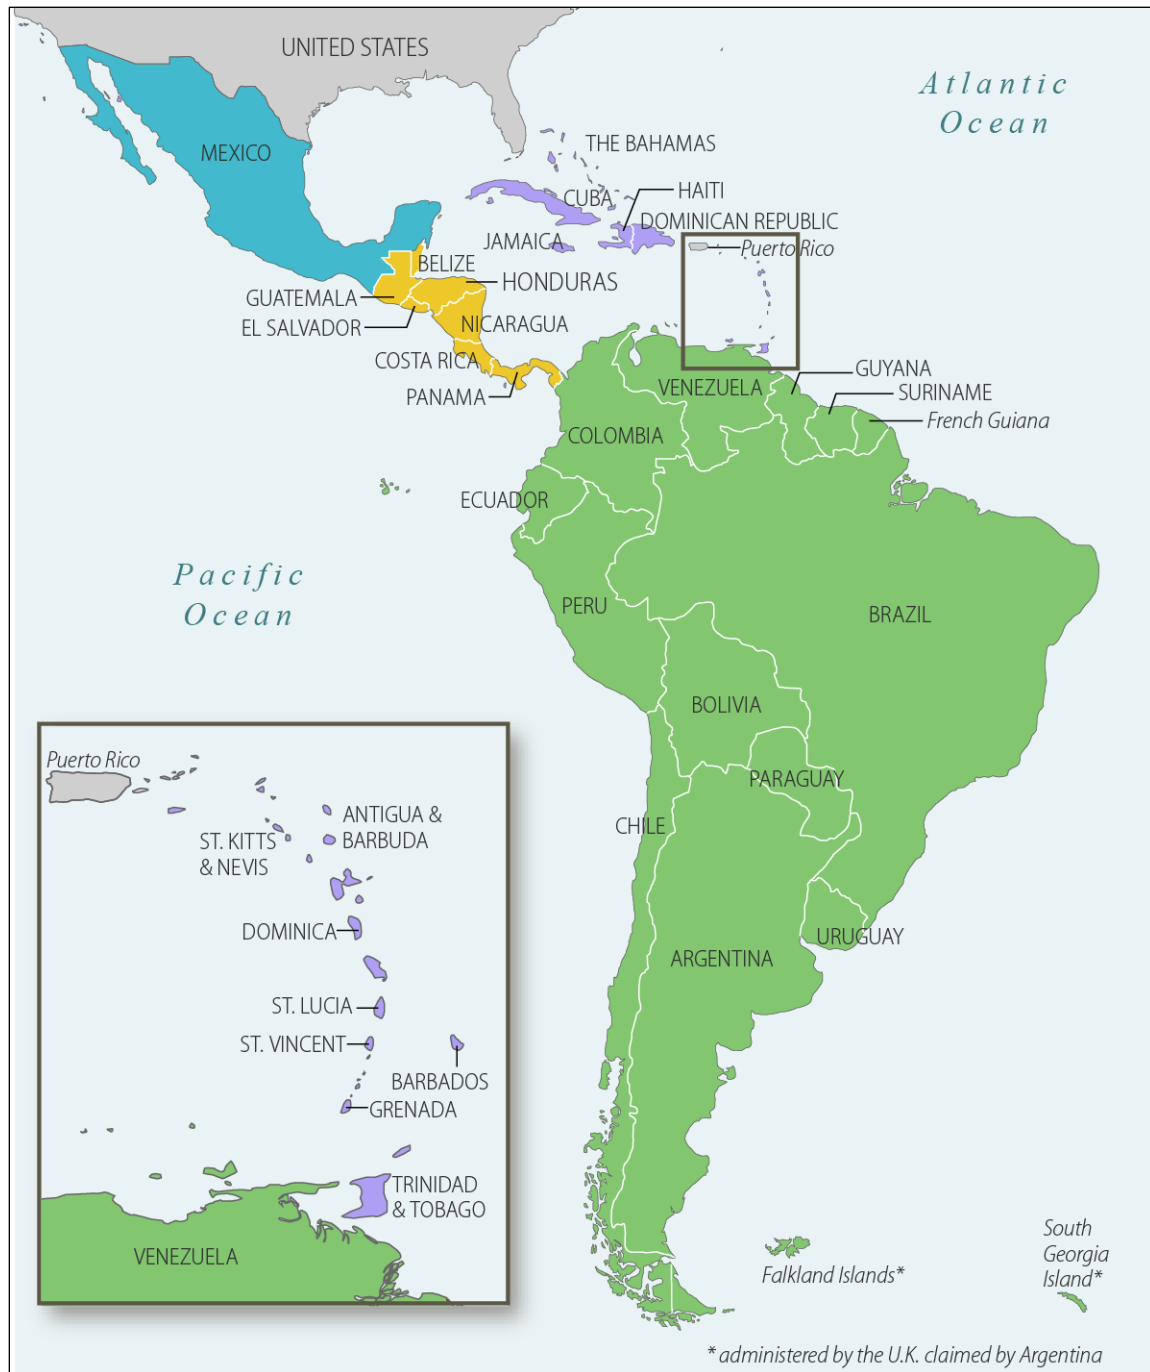 UNITED STATES
Atlantic
Ocean
MEXICO
THE BAHAMAS
CUBA
HAITI
DOMINICAN REPUBLIC
JAMAICA
Puerto Rico
BELIZE
HONDURAS
GUATEMALA
EL SALVADOR
NICARAGUA
COSTA RICA
PANAMA
GUYANA
VENEZUELA
SURINAME
French Guiana
COLOMBIA
ECUADOR
Pacific
Ocean
PERU
BRAZIL
BOLIVIA
PARAGUAY
CHILE
URUGUAY
ARGENTINA
Puerto Rico
ANTIGUA &
BARBUDA
ST. KITTS
& NEVIS
DOMINICA
ST. LUCIA
ST. VINCENT
BARBADOS
GRENADA
TRINIDAD
& TOBAGO
VENEZUELA
Falkland Islands*
South
Georgia
Island*
* administered by the U.K. claimed by Argentina